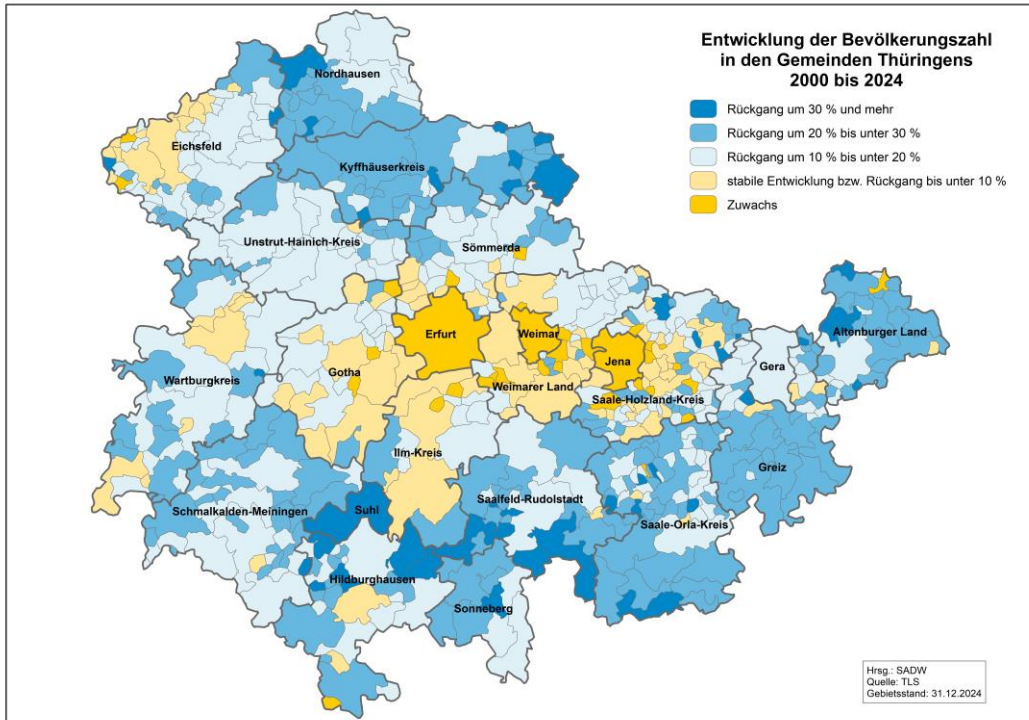 Entwicklung der Bevölkerungszahl
in den Gemeinden Thüringens
2000 bis 2024
Rückgang um 30 % und mehr
Rückgang um 20 % bis unter 30 %
Rückgang um 10 % bis unter 20 %
stabile Entwicklung bzw. Rückgang bis unter 10 %
Zuwachs
Nordhausen
Eichsfeld
Kyffhäuserkreis
Unstrut-Hainich-Kreis
Sömmerda
Erfurt
Weimar
Jena
Altenburger Land
Gera
Gotha
Wartburgkreis
Weimarer Land
Saale-Holzland-Kreis
Ilm-Kreis
Greiz
Saalfeld-Rudolstadt
Schmalkalden-Meiningen
Suhl
Saale-Orla-Kreis
Hildburghausen
Sonneberg
Hrsg.: SADW
Quelle: TLS
Gebietsstand: 31.12.2024